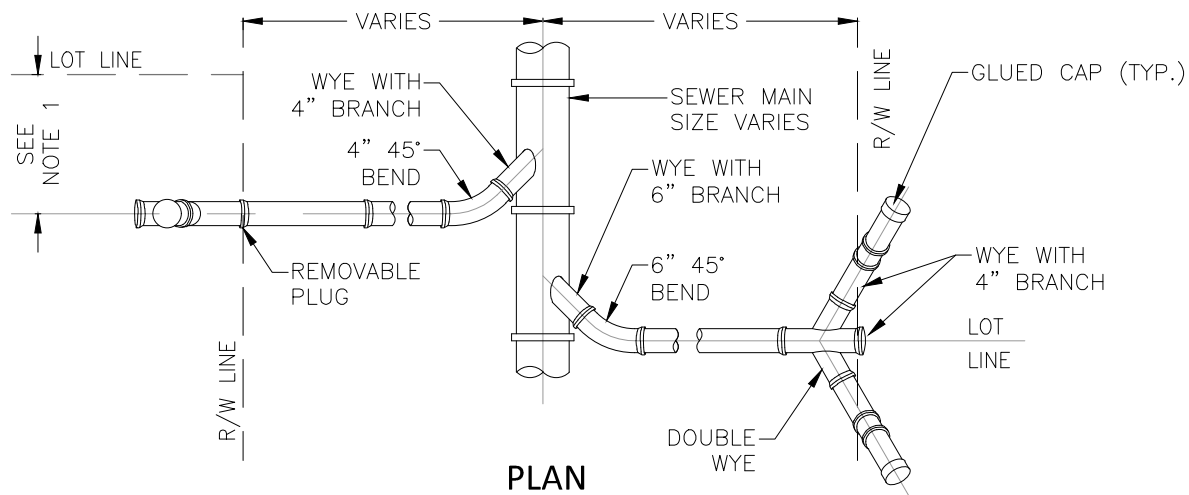 VARIES
VARIES
LOT LINE
SEE
NOTE 1
WYE WITH
4” BRANCH
4” 45°
BEND
SEWER MAIN
SIZE VARIES
R/W LINE
GLUED CAP (TYP.)
WYE WITH
6” BRANCH
REMOVABLE
PLUG
6” 45°
BEND
WYE WITH
4” BRANCH
LOT
LINE
R/W LINE
DOUBLE
WYE
PLAN